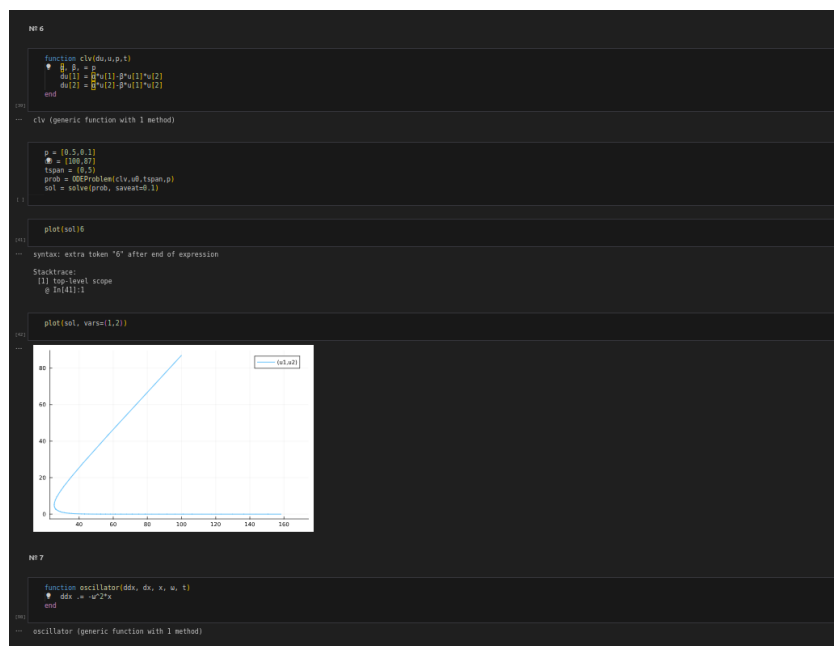 № 6
function clv(du,u,p,t)
α, β, = p
du[1] = α*u[1]-β*u[1]*u[2]
du[2] = α*u[2]-β*u[1]*u[2]
end
clv (generic function with 1 method)
p = [0.5,0.1]
= [100,87]
tspan = (0,5)
prob = ODEProblem(clv,u0,tspan,p)
sol = solve(prob, saveat=0.1)
[ ]
plot(sol)6
[41]
... syntax: extra token "6" after end of expression
Stacktrace:
[1] top-level scope
@ In[41]:1
plot(sol, vars=(1,2))
[42]
...
(u1,u2)
80
60
40
20
0
40 60 80 100 120 140 160
№ 7
function oscillator(ddx, dx, x, ω, t)
ddx .= -ω^2*x
end
... oscillator (generic function with 1 method)